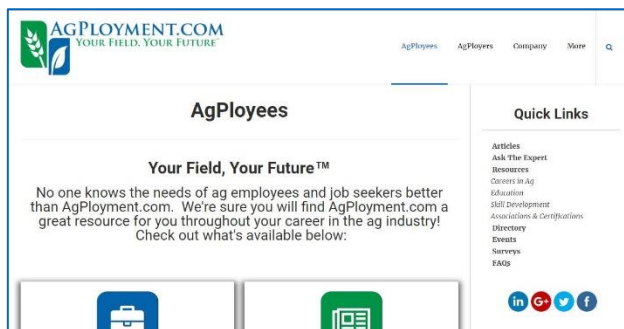 AGPLOYMENT.COM
YOUR FIELD, YOUR FUTURE™
AgPloyees AgPloyers Company More
AgPloyees
Your Field, Your Future™
No one knows the needs of ag employees and job seekers better
than AgPloyment.com. We're sure you will find AgPloyment.com a
great resource for you throughout your career in the ag industry!
Check out what's available below:
Quick Links
Articles
Ask The Expert
Resources
Careers in Ag
Education
Skill Development
Associations & Certifications
Directory
Events
Surveys
FAQs
in G+ f